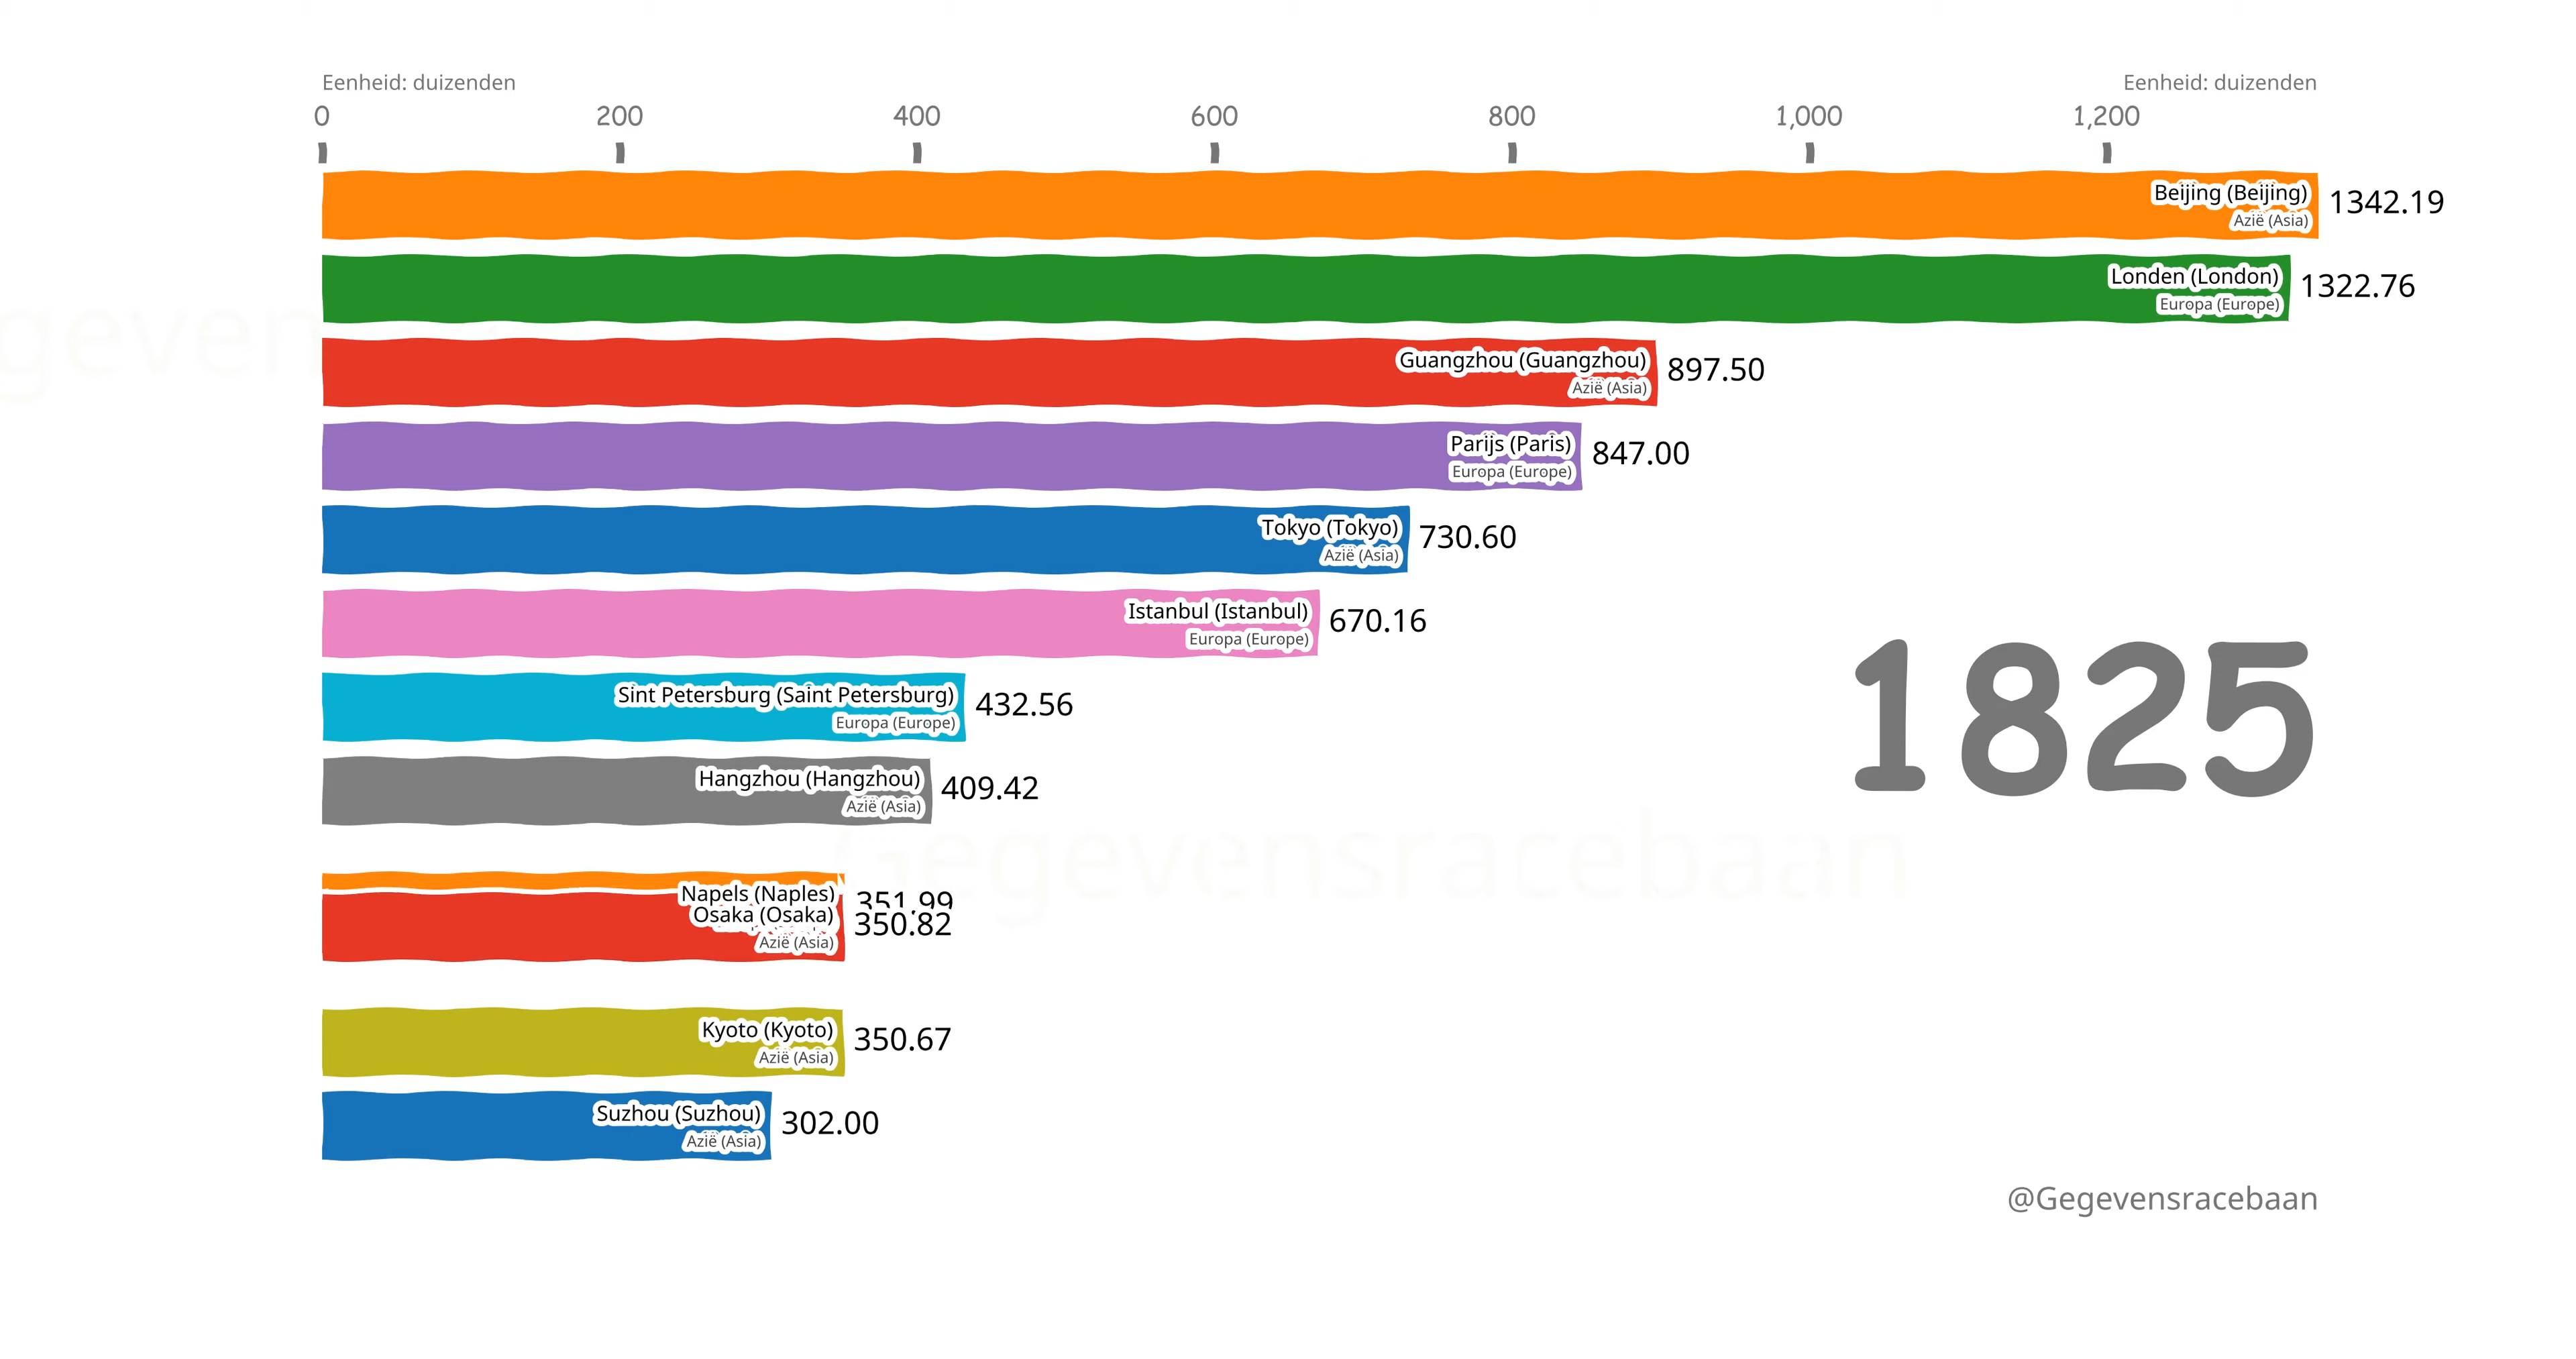 Eenheid: duizenden
Eenheid: duizenden
0 200 400 600 800 1,000 1,200
Beijing (Beijing) 1342.19
Azië (Asia)
Londen (London) 1322.76
Europa (Europe)
Guangzhou (Guangzhou) 897.50
Azië (Asia)
Parijs (Paris) 847.00
Europa (Europe)
Tokyo (Tokyo) 730.60
Azië (Asia)
Istanbul (Istanbul) 670.16
Europa (Europe)
Sint Petersburg (Saint Petersburg) 432.56
Europa (Europe)
Hangzhou (Hangzhou) 409.42
Azië (Asia)
Napels (Naples) 351.99
Osaka (Osaka) 350.82
Azië (Asia)
Kyoto (Kyoto) 350.67
Azië (Asia)
Suzhou (Suzhou) 302.00
Azië (Asia)
1825
Gegevensracebaan
@Gegevensracebaan